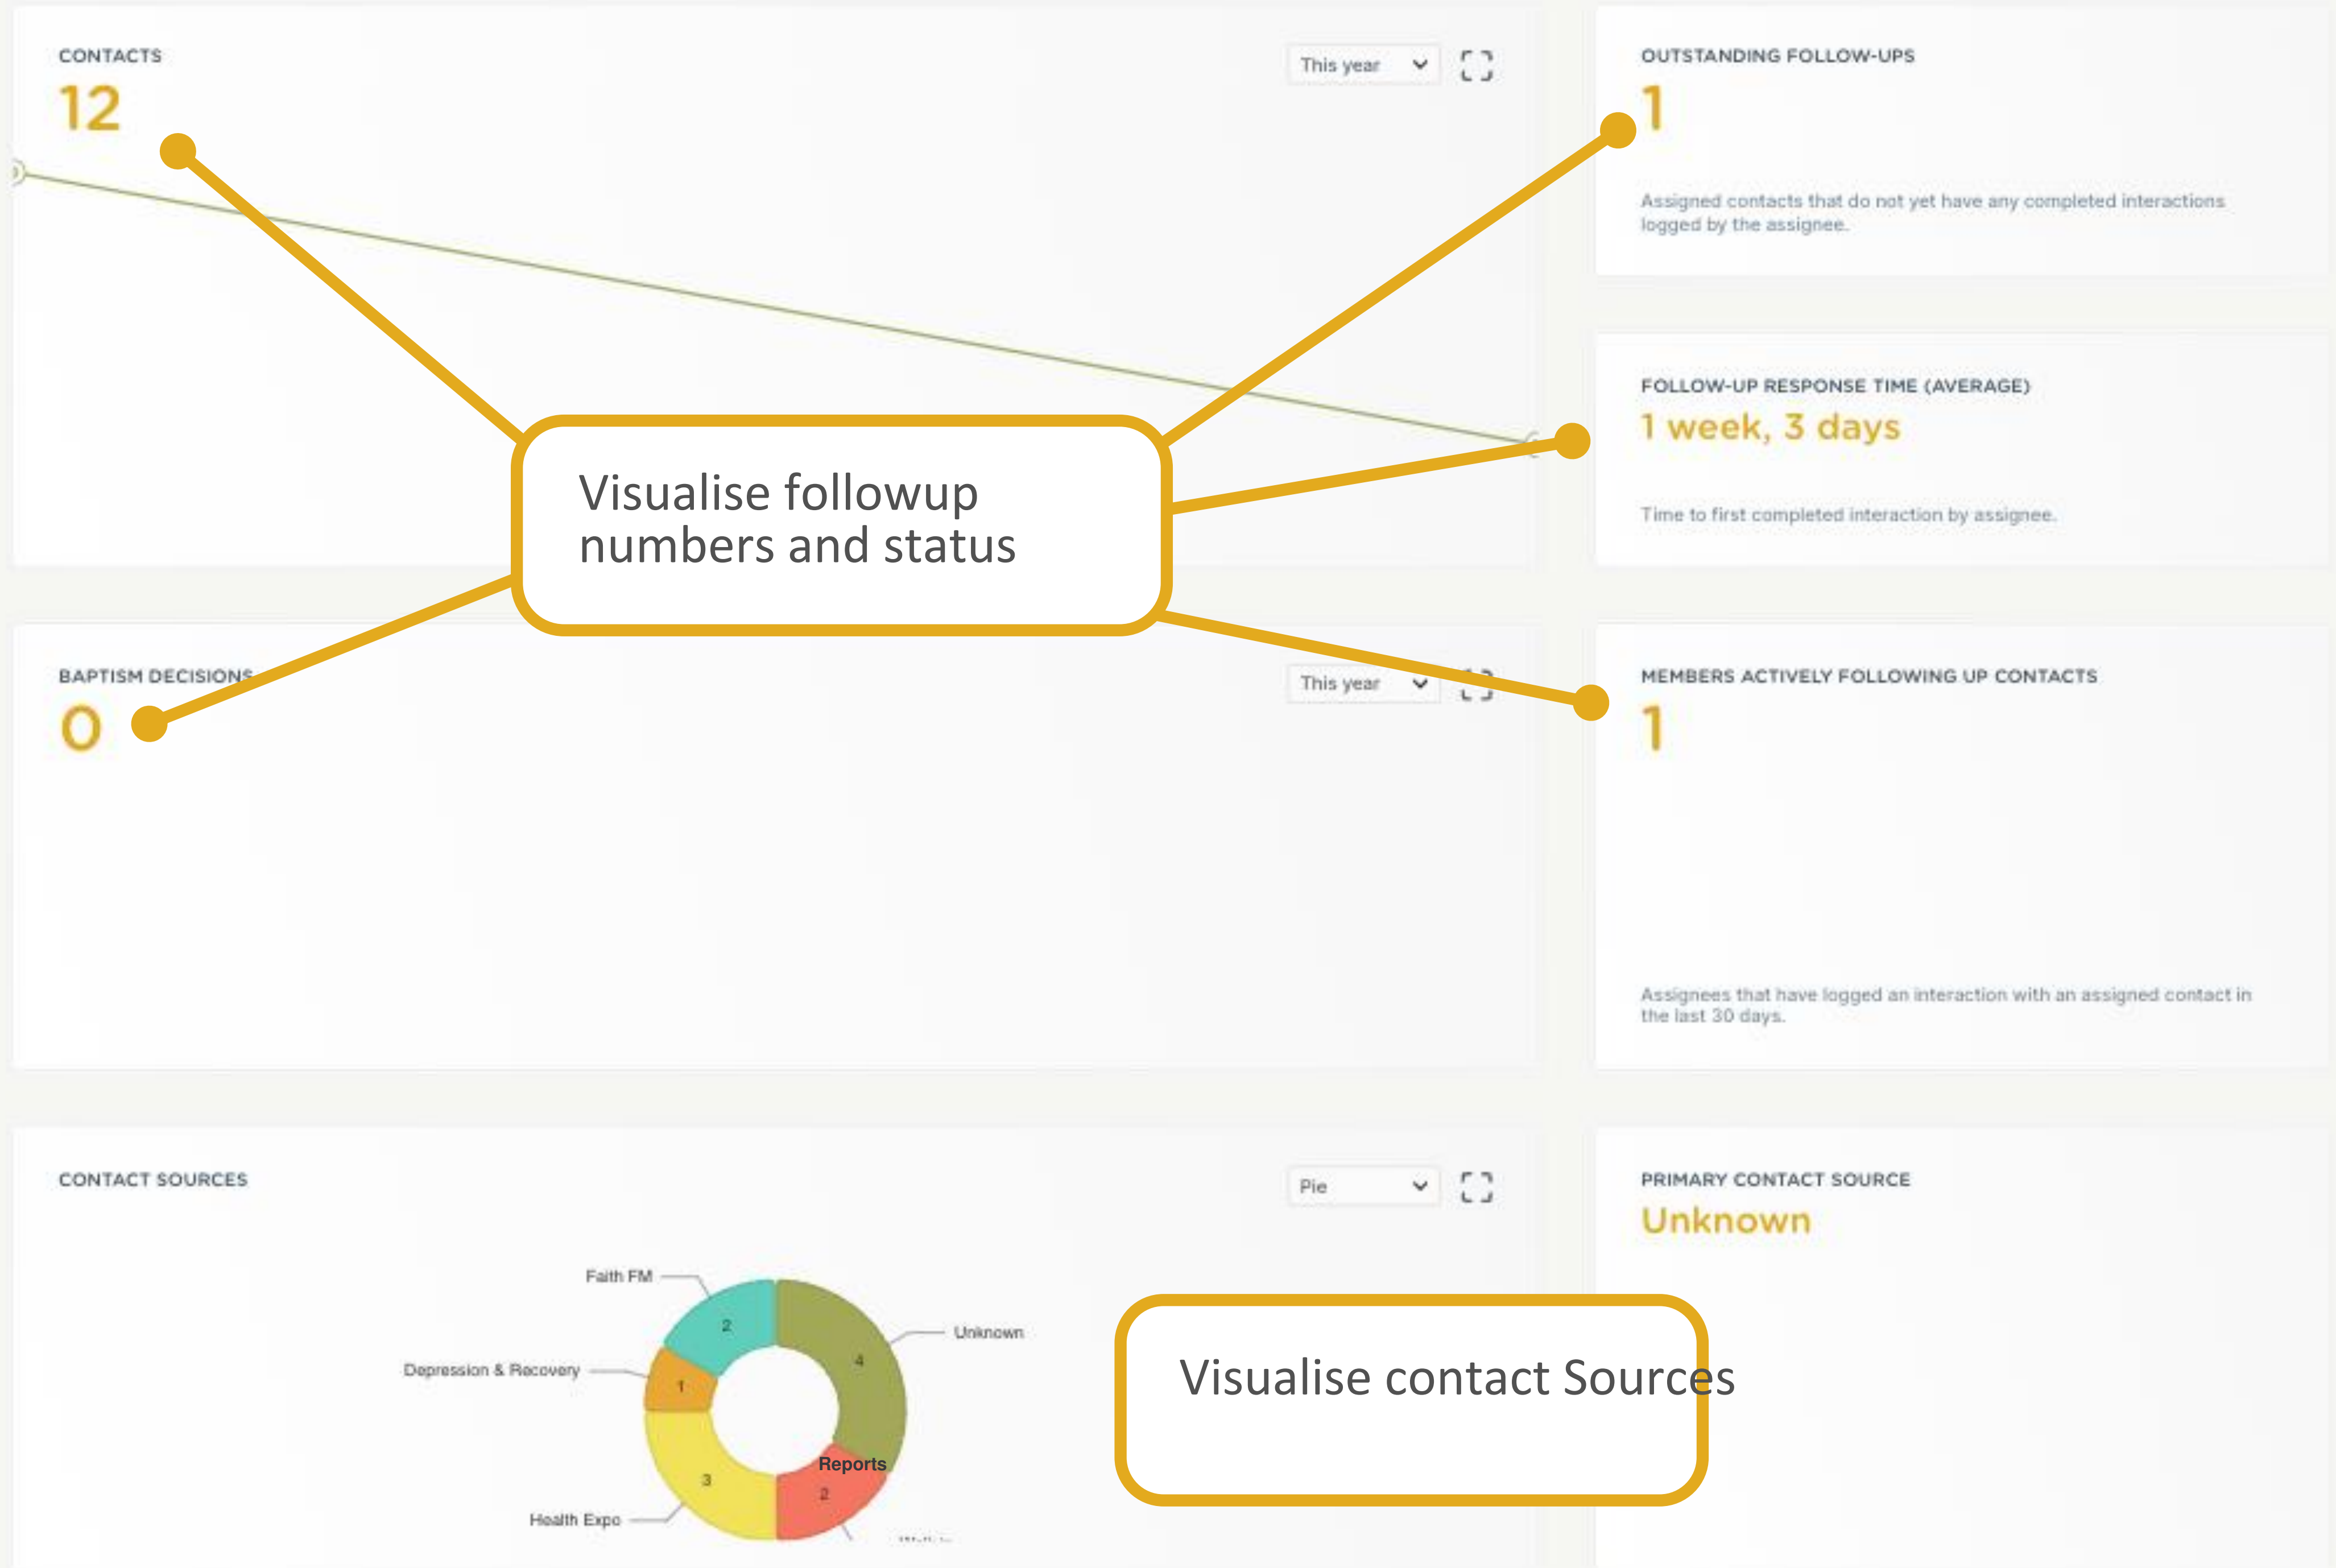 CONTACTS
12
This year
OUTSTANDING FOLLOW-UPS
1
Assigned contacts that do not yet have any completed interactions
logged by the assignee.
FOLLOW-UP RESPONSE TIME (AVERAGE)
1 week, 3 days
Time to first completed interaction by assignee.
Visualise followup
numbers and status
BAPTISM DECISIONS
0
This year
MEMBERS ACTIVELY FOLLOWING UP CONTACTS
1
Assignees that have logged an interaction with an assigned contact in
the last 30 days.
CONTACT SOURCES
Pie
PRIMARY CONTACT SOURCE
Unknown
Faith FM
2
Unknown
4
Depression & Recovery
1
Visualise contact Sources
Reports
3
2
Health Expo